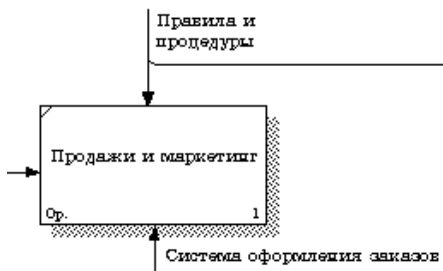 Правила и
процедуры
Продажи и маркетинг
0р. 1
Система оформления заказов